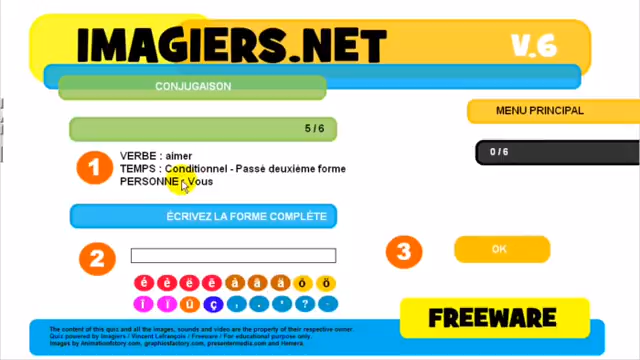 IMAGIERS.NET
V.6
CONJUGAISON
5 / 6
MENU PRINCIPAL
0 / 6
1
VERBE : aimer
TEMPS : Conditionnel - Passé deuxième forme
PERSONNE : Vous
ÉCRIVEZ LA FORME COMPLÈTE
2
3
OK
é è ê ë à â ä ô ö
î ï û ç , - ' ? .
FREEWARE
The content of this quiz and all the images, sounds and video are the property of their respective owner.
Quiz powered by Imagiers / Vincent Lefrançois / Freeware / For educational purpose only.
Images by Animationfactory.com, graphicsfactory.com, presentermedia.com and Hemera.